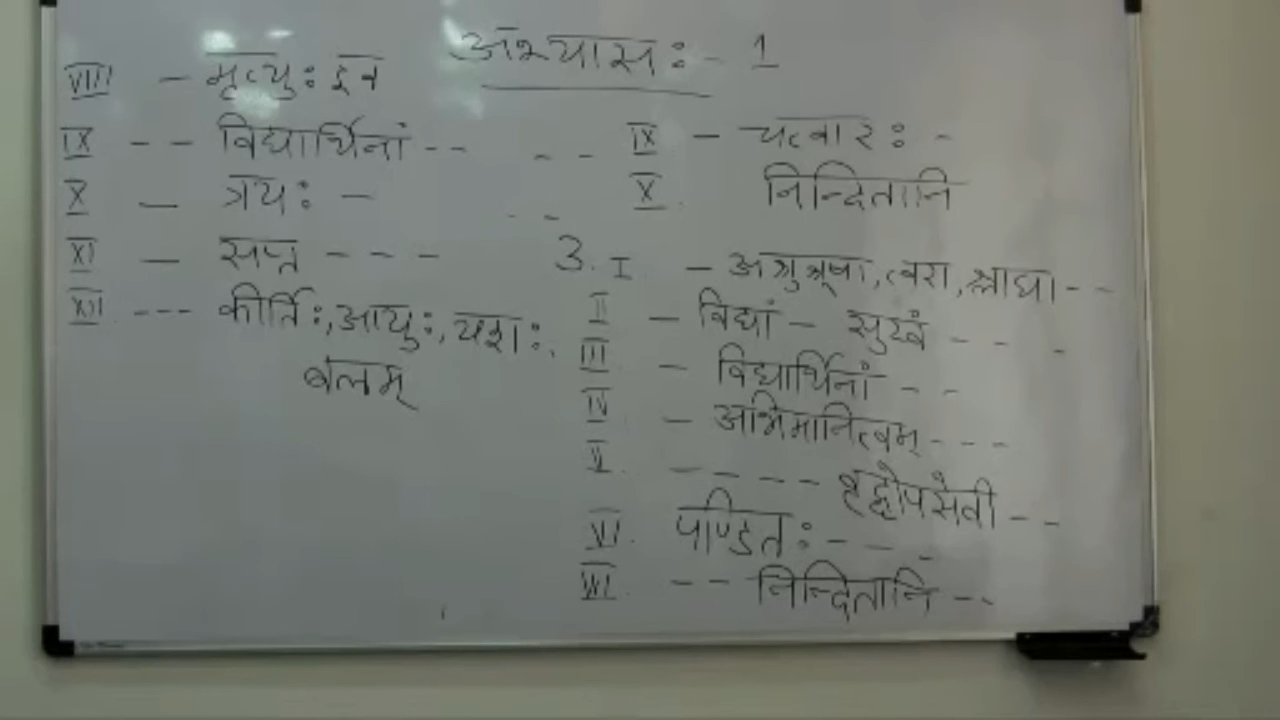 अभ्यासः - 1
VIII - मृत्युः इव
IX -- विद्यार्थिनां -- --
X - त्रयः - --
XI - सप्त ---
XII --- कीर्तिः, आयुः, यशः,
बलम्
IX - चत्वारः -
X. निन्दितानि
3. I - अशुश्रूषा, त्वरा, श्लाघा --
II - विद्यां - सुखं -- -
III - विद्यार्थिनां --
IV - अभिमानित्वम् ---
V. ---- वृद्धोपसेवी --
VI. पण्डितः ---
VII. -- निन्दितानि --